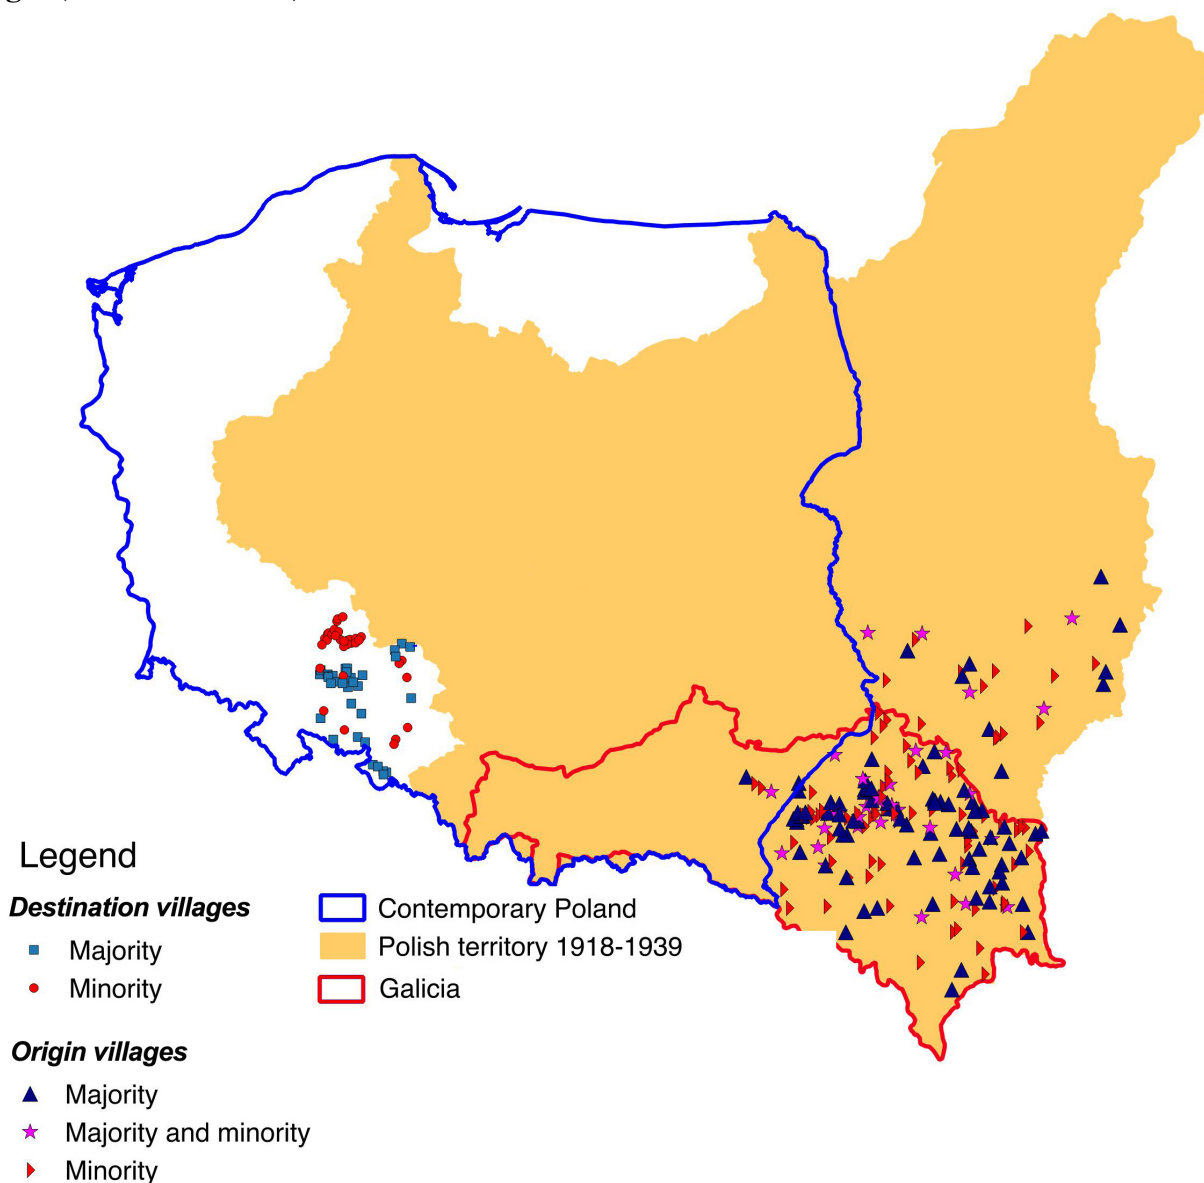 Legend
Destination villages
Majority
Minority
Origin villages
Majority
Majority and minority
Minority
Contemporary Poland
Polish territory 1918-1939
Galicia